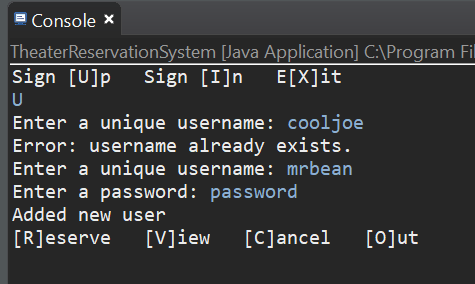 Console
TheaterReservationSystem [Java Application] C:\Program Fil
Sign [U]p   Sign [I]n   E[X]it
U
Enter a unique username: cooljoe
Error: username already exists.
Enter a unique username: mrbean
Enter a password: password
Added new user
[R]eserve   [V]iew   [C]ancel   [O]ut